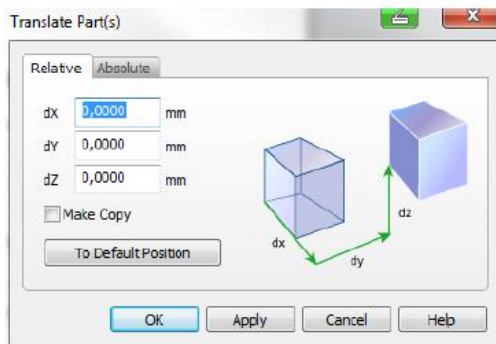 Translate Part(s)
Relative Absolute
dX 0,0000 mm
dY 0,0000 mm
dZ 0,0000 mm
Make Copy
To Default Position
dx
dy
dz
OK Apply Cancel Help